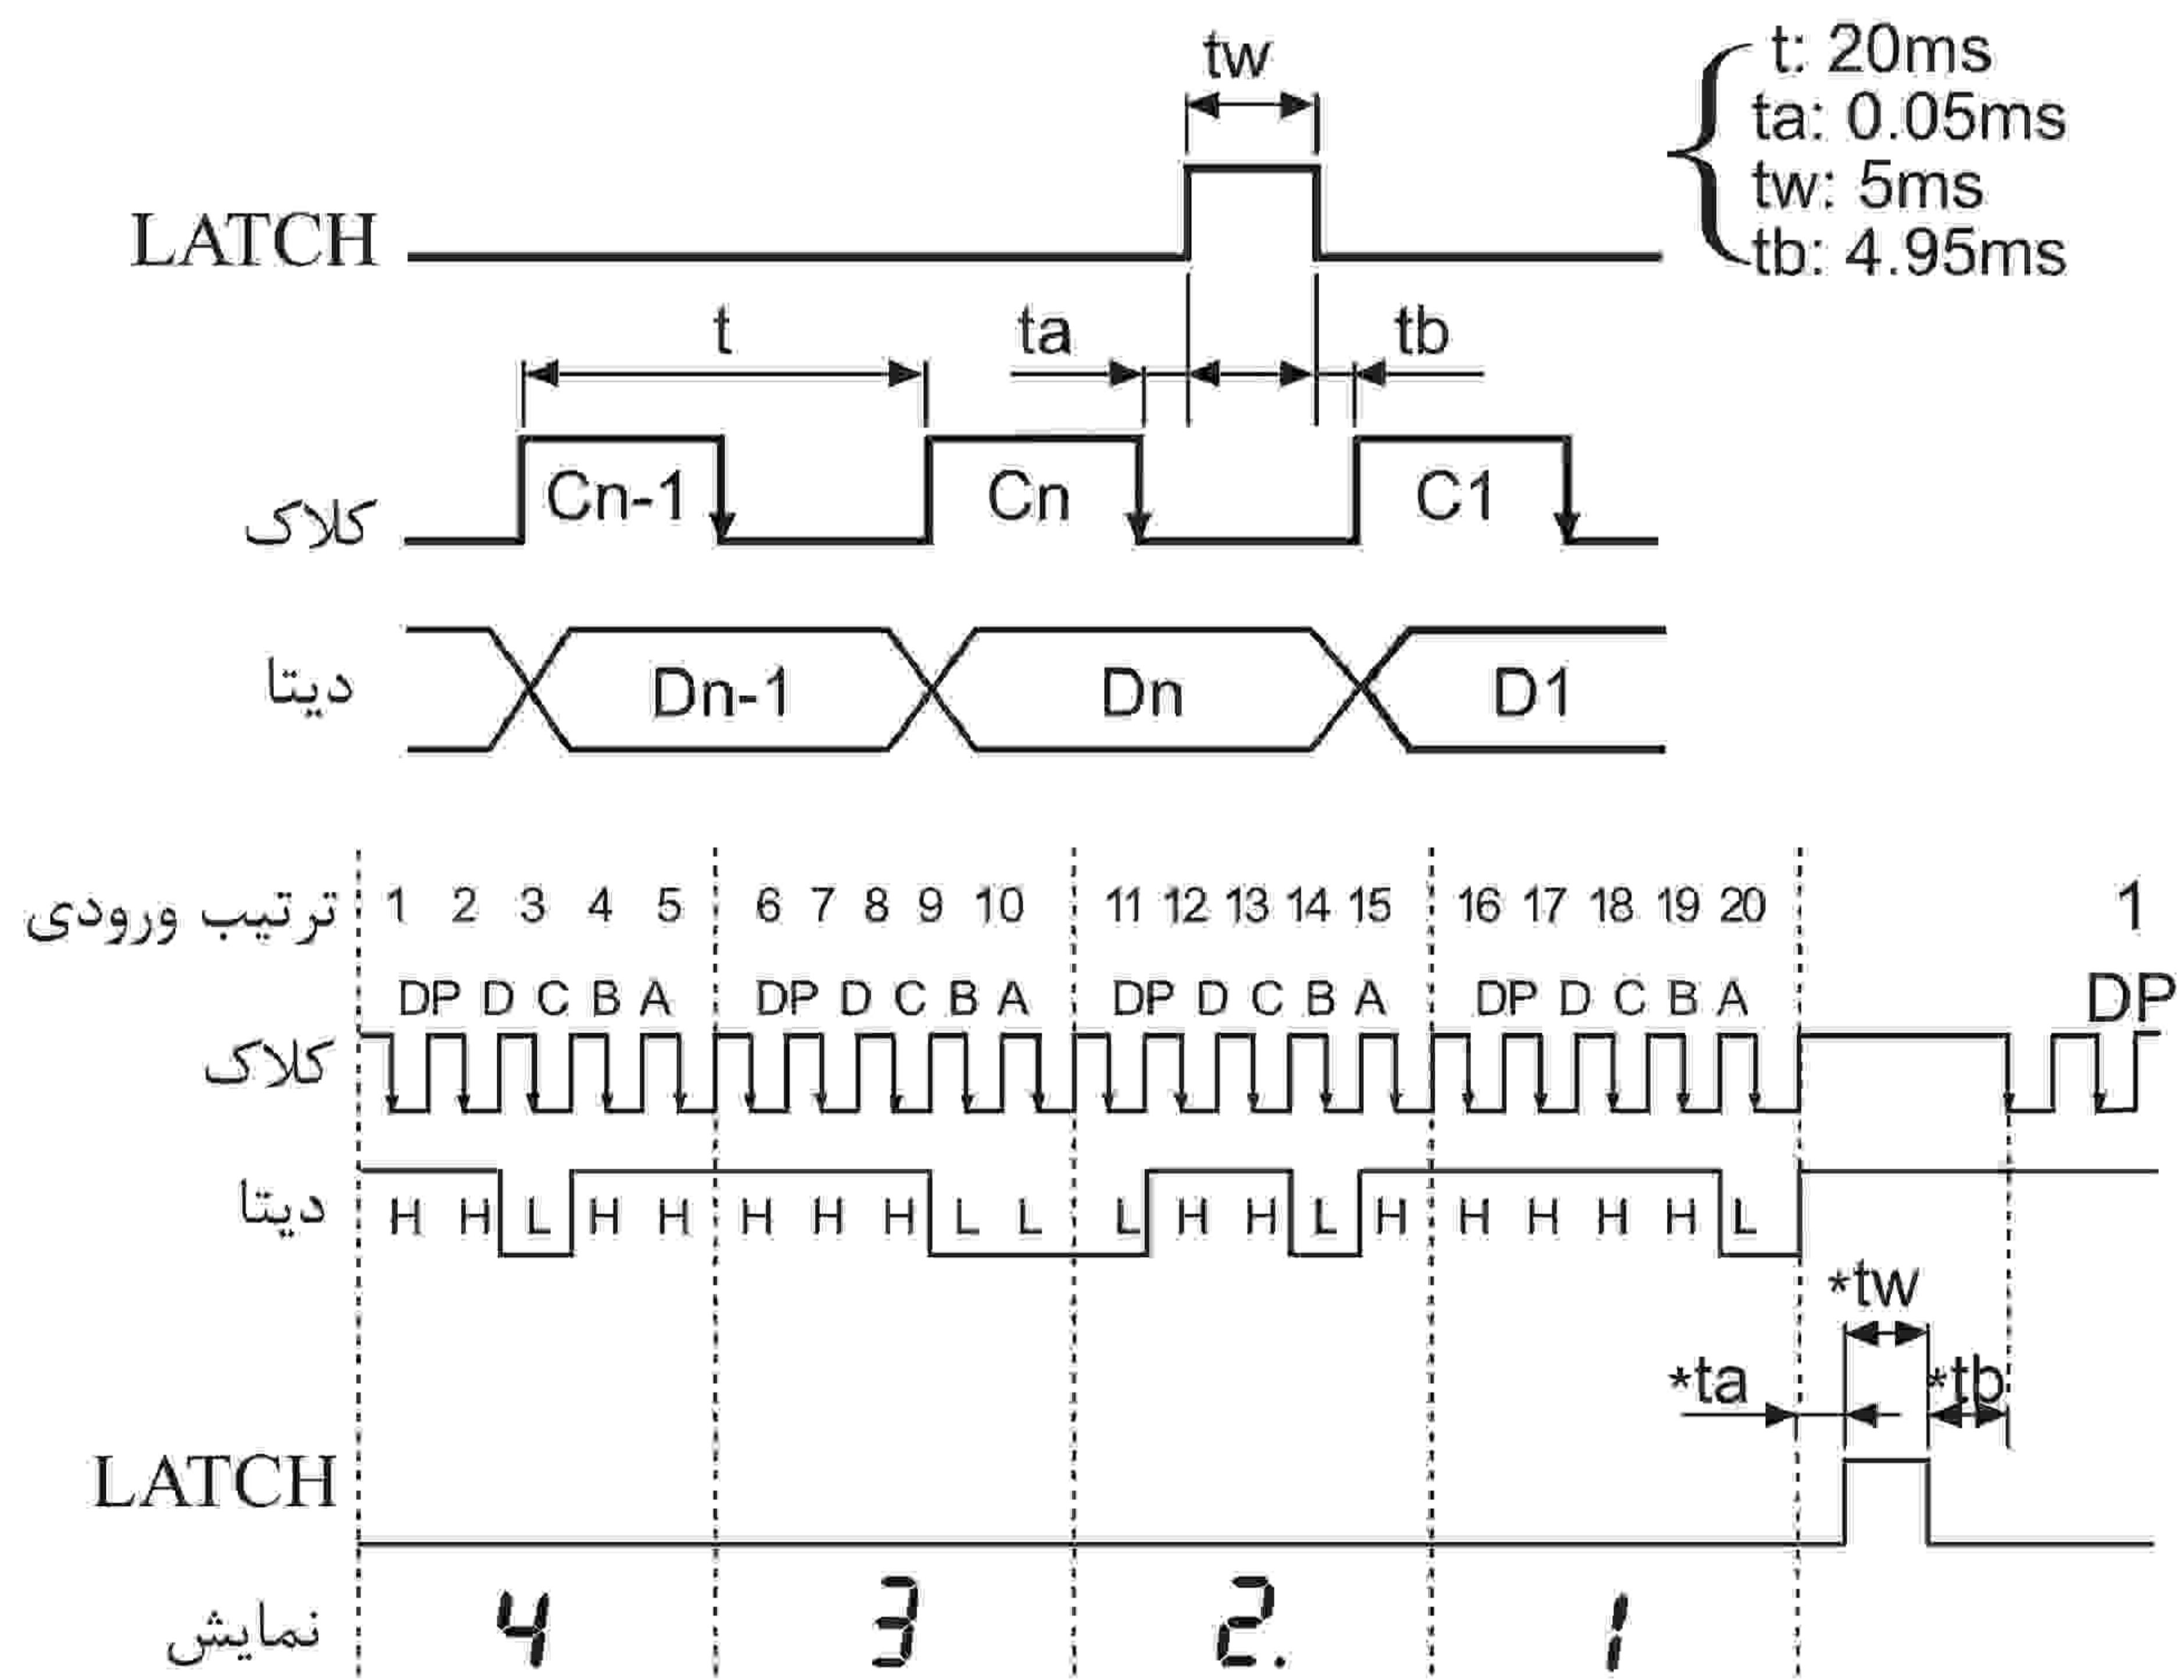 tw
t: 20ms
ta: 0.05ms
tw: 5ms
tb: 4.95ms
LATCH
t ta tb
کلاک Cn-1 Cn C1
دیتا Dn-1 Dn D1
ترتیب ورودی 1 2 3 4 5 6 7 8 9 10 11 12 13 14 15 16 17 18 19 20 1
DP D C B A DP D C B A DP D C B A DP D C B A DP
کلاک
دیتا H H L H H H H H L L L H H L H H H H H L
*tw
*ta *tb
LATCH
نمایش 4 3 2. 1